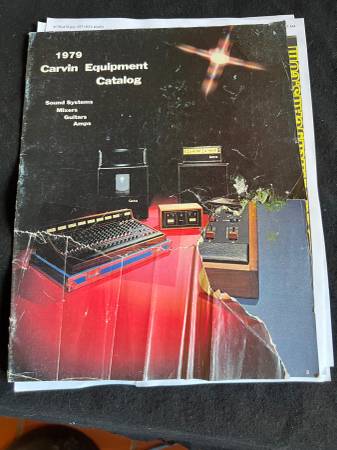 1979
Carvin Equipment
Catalog
Sound Systems
Mixers
Guitars
Amps